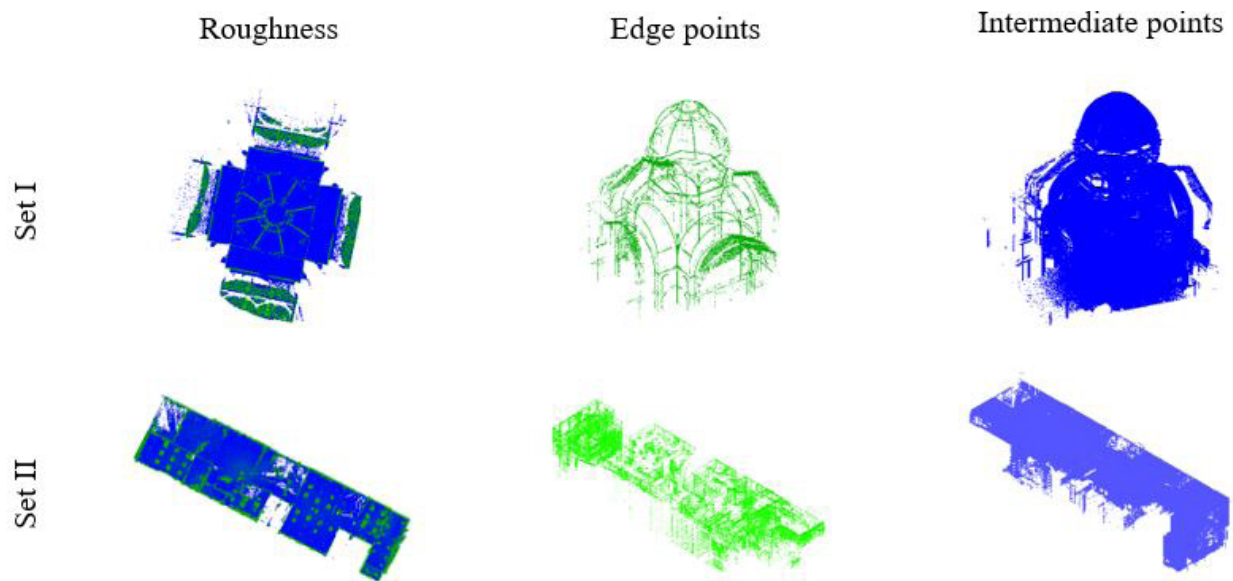 Roughness
Edge points
Intermediate points
Set I
Set II